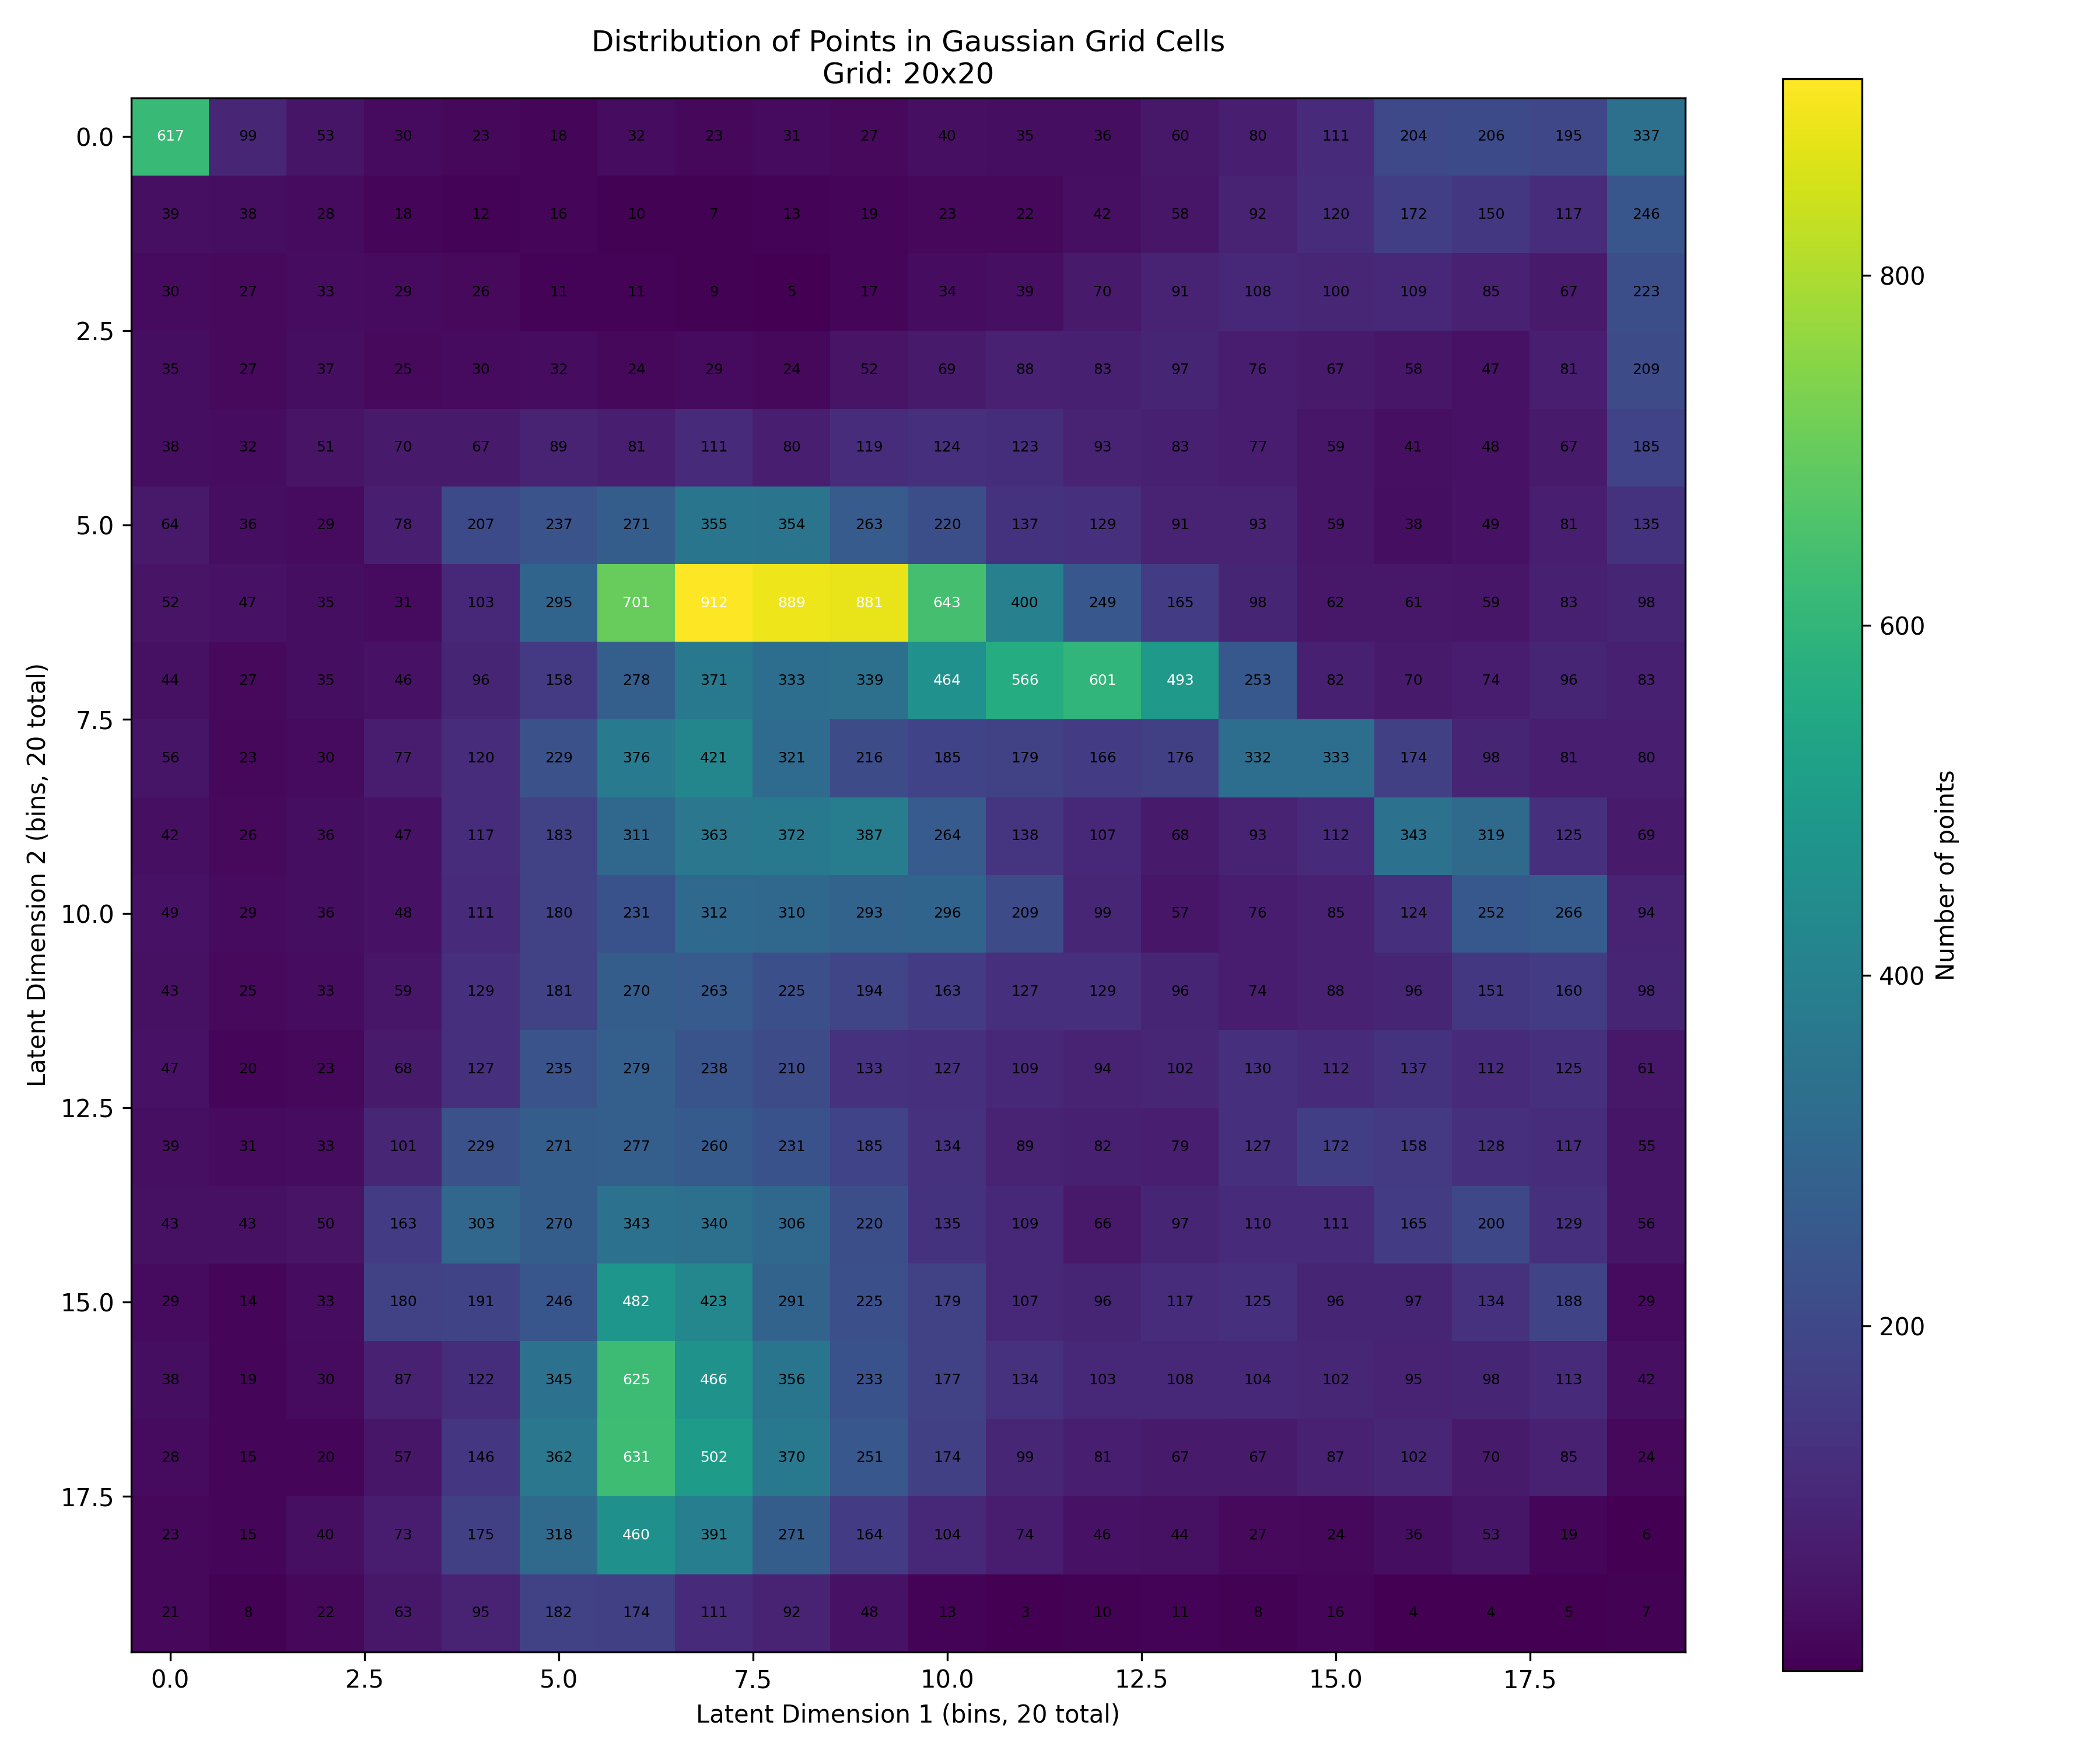 Distribution of Points in Gaussian Grid Cells
Grid: 20x20
0.0 617 99 53 30 23 18 32 23 31 27 40 35 36 60 80 111 204 206 195 337
39 38 28 18 12 16 10 7 13 19 23 22 42 58 92 120 172 150 117 246
30 27 33 29 26 11 11 9 5 17 34 39 70 91 108 100 109 85 67 223
800
2.5
35 27 37 25 30 32 24 29 24 52 69 88 83 97 76 67 58 47 81 209
38 32 51 70 67 89 81 111 80 119 124 123 93 83 77 59 41 48 67 185
5.0 64 36 29 78 207 237 271 355 354 263 220 137 129 91 93 59 38 49 81 135
52 47 35 31 103 295 701 912 889 881 643 400 249 165 98 62 61 59 83 98
600
44 27 35 46 96 158 278 371 333 339 464 566 601 493 253 82 70 74 96 83
7.5
56 23 30 77 120 229 376 421 321 216 185 179 166 176 332 333 174 98 81 80
42 26 36 47 117 183 311 363 372 387 264 138 107 68 93 112 343 319 125 69
10.0 49 29 36 48 111 180 231 312 310 293 296 209 99 57 76 85 124 252 266 94
43 25 33 59 129 181 270 263 225 194 163 127 129 96 74 88 96 151 160 98
400
47 20 23 68 127 235 279 238 210 133 127 109 94 102 130 112 137 112 125 61
12.5
39 31 33 101 229 271 277 260 231 185 134 89 82 79 127 172 158 128 117 55
43 43 50 163 303 270 343 340 306 220 135 109 66 97 110 111 165 200 129 56
15.0 29 14 33 180 191 246 482 423 291 225 179 107 96 117 125 96 97 134 188 29
200
38 19 30 87 122 345 625 466 356 233 177 134 103 108 104 102 95 98 113 42
28 15 20 57 146 362 631 502 370 251 174 99 81 67 67 87 102 70 85 24
17.5
23 15 40 73 175 318 460 391 271 164 104 74 46 44 27 24 36 53 19 6
21 8 22 63 95 182 174 111 92 48 13 3 10 11 8 16 4 4 5 7
0.0 2.5 5.0 7.5 10.0 12.5 15.0 17.5
Latent Dimension 1 (bins, 20 total)
Latent Dimension 2 (bins, 20 total)
Number of points